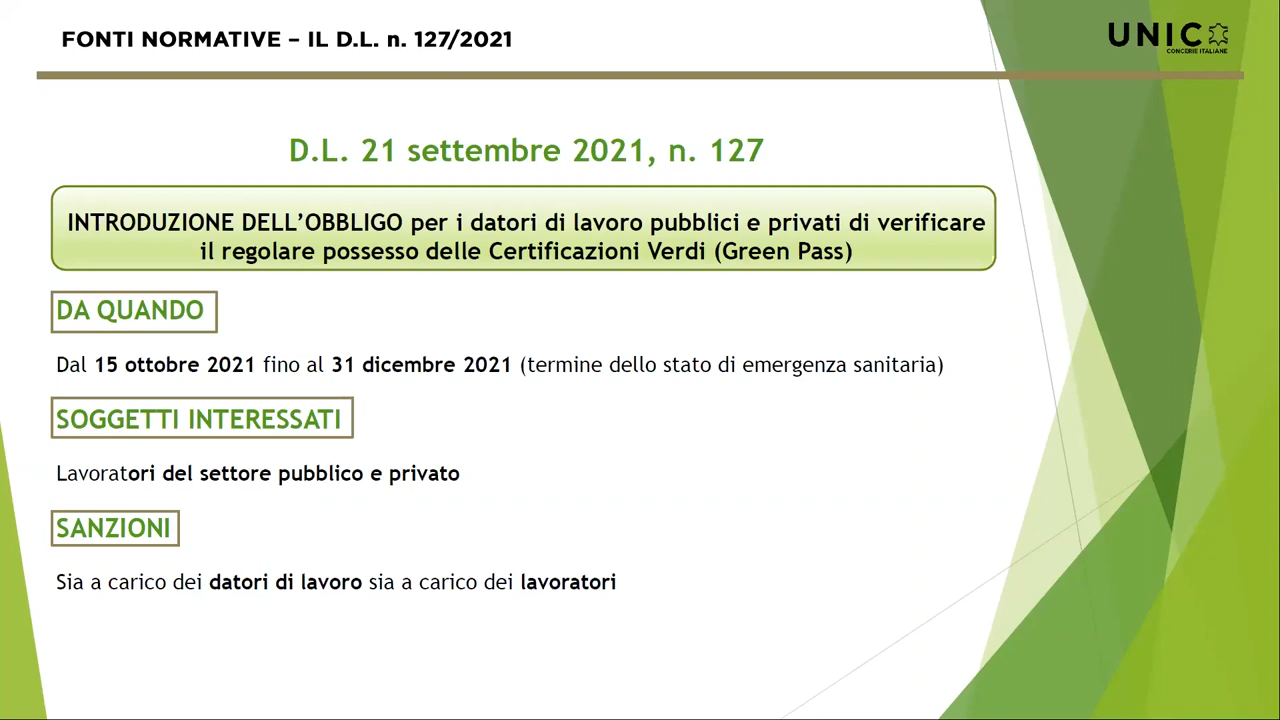 FONTI NORMATIVE – IL D.L. n. 127/2021
UNIC
CONCERIE ITALIANE
D.L. 21 settembre 2021, n. 127
INTRODUZIONE DELL’OBBLIGO per i datori di lavoro pubblici e privati di verificare
il regolare possesso delle Certificazioni Verdi (Green Pass)
DA QUANDO
Dal 15 ottobre 2021 fino al 31 dicembre 2021 (termine dello stato di emergenza sanitaria)
SOGGETTI INTERESSATI
Lavoratori del settore pubblico e privato
SANZIONI
Sia a carico dei datori di lavoro sia a carico dei lavoratori